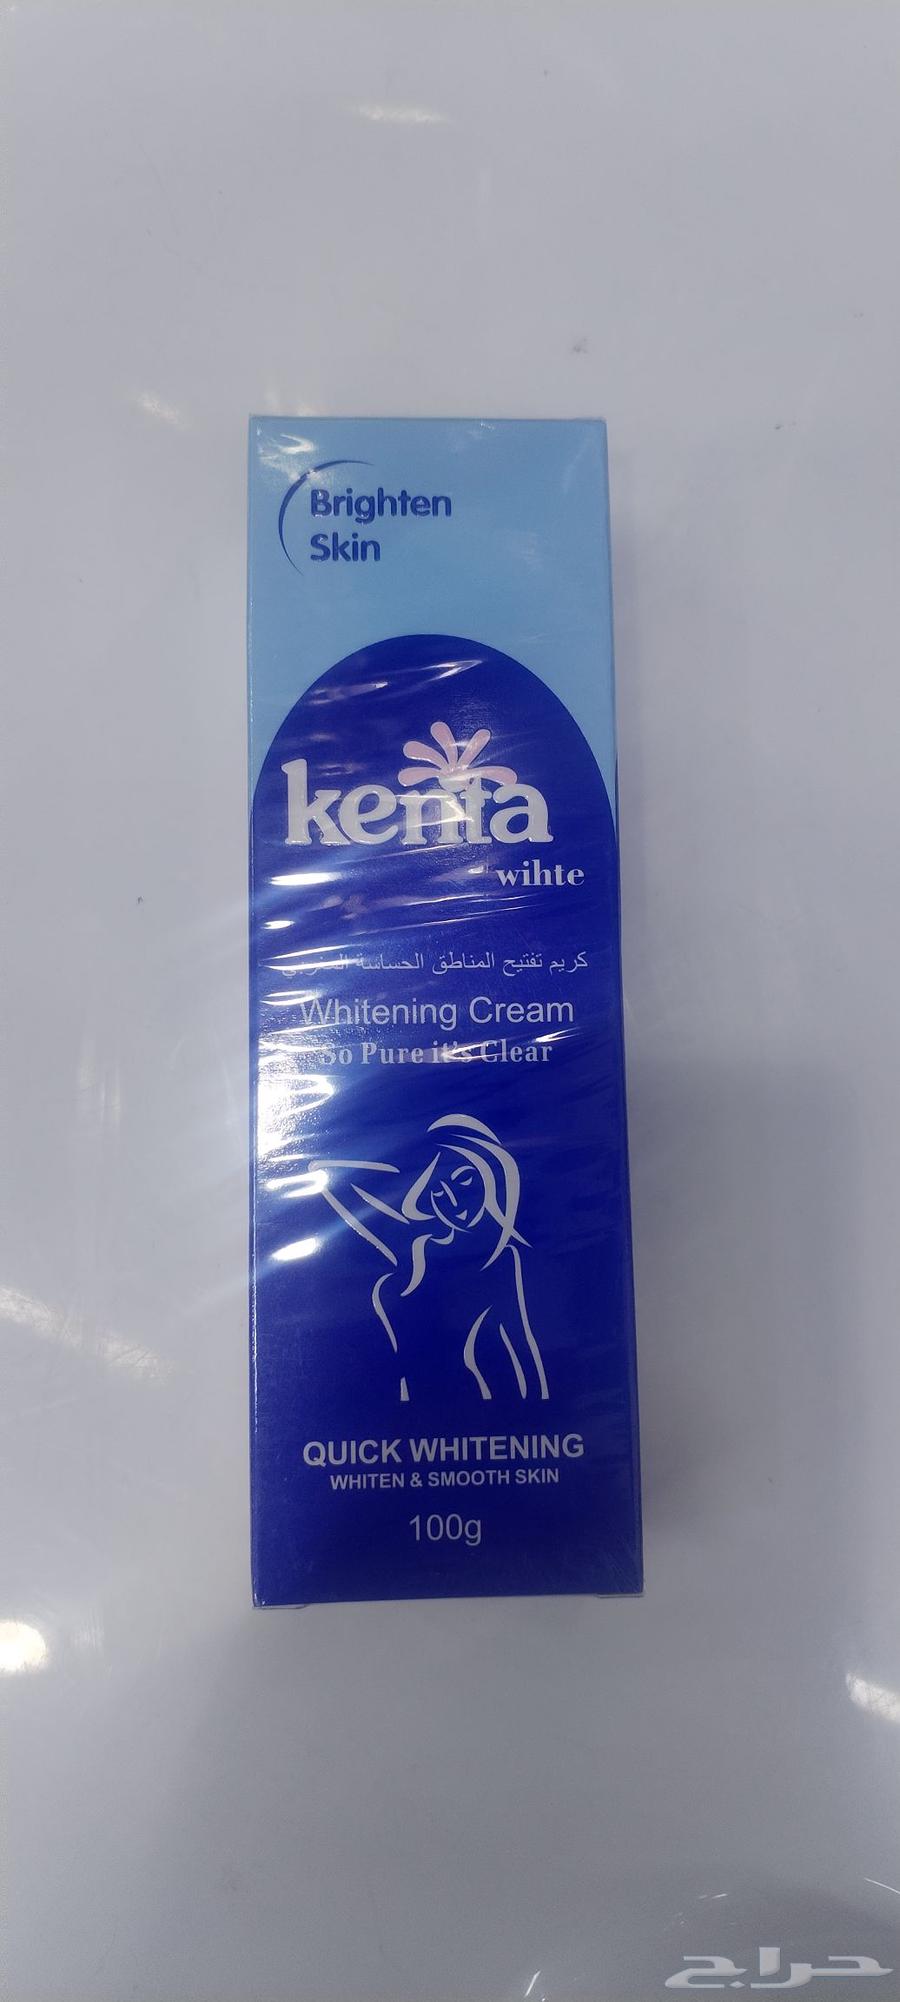 Brighten
Skin
kenta
wihte
كريم تفتيح المناطق الحساسة المغربي
Whitening Cream
So Pure it's Clear
QUICK WHITENING
WHITEN & SMOOTH SKIN
100g
حراج